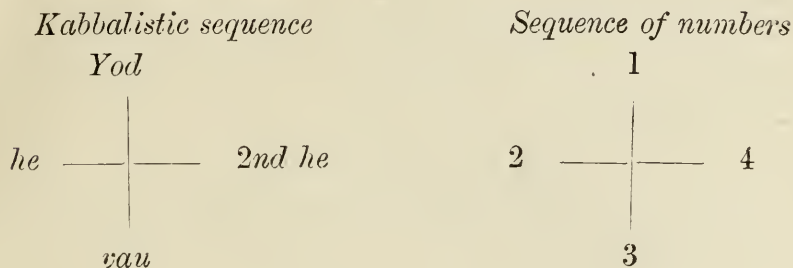 Kabbalistic sequence Sequence of numbers
Yod 1
he 2nd he 2 4
vau 3